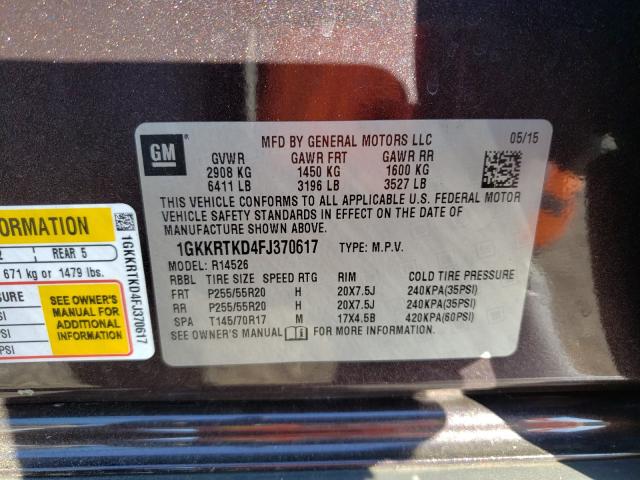 GM
MFD BY GENERAL MOTORS LLC
05/15
GVWR GAWR FRT GAWR RR
2908 KG 1450 KG 1600 KG
6411 LB 3196 LB 3527 LB
THIS VEHICLE CONFORMS TO ALL APPLICABLE U.S. FEDERAL MOTOR
VEHICLE SAFETY STANDARDS IN EFFECT ON THE DATE OF
MANUFACTURE SHOWN ABOVE.
1GKKRTKD4FJ370617 TYPE: M.P.V.
MODEL: R14526
RBBL TIRE SIZE SPEED RTG RIM COLD TIRE PRESSURE
FRT P255/55R20 H 20X7.5J 240KPA(35PSI)
RR P255/55R20 H 20X7.5J 240KPA(35PSI)
SPA T145/70R17 M 17X4.5B 420KPA(60PSI)
SEE OWNER'S MANUAL FOR MORE INFORMATION
ORMATION
2 REAR 5
671 kg or 1479 lbs.
SURE
SEE OWNER'S
MANUAL FOR
ADDITIONAL
INFORMATION
PSI
PSI
PSI
1GKKRTKD4FJ370617